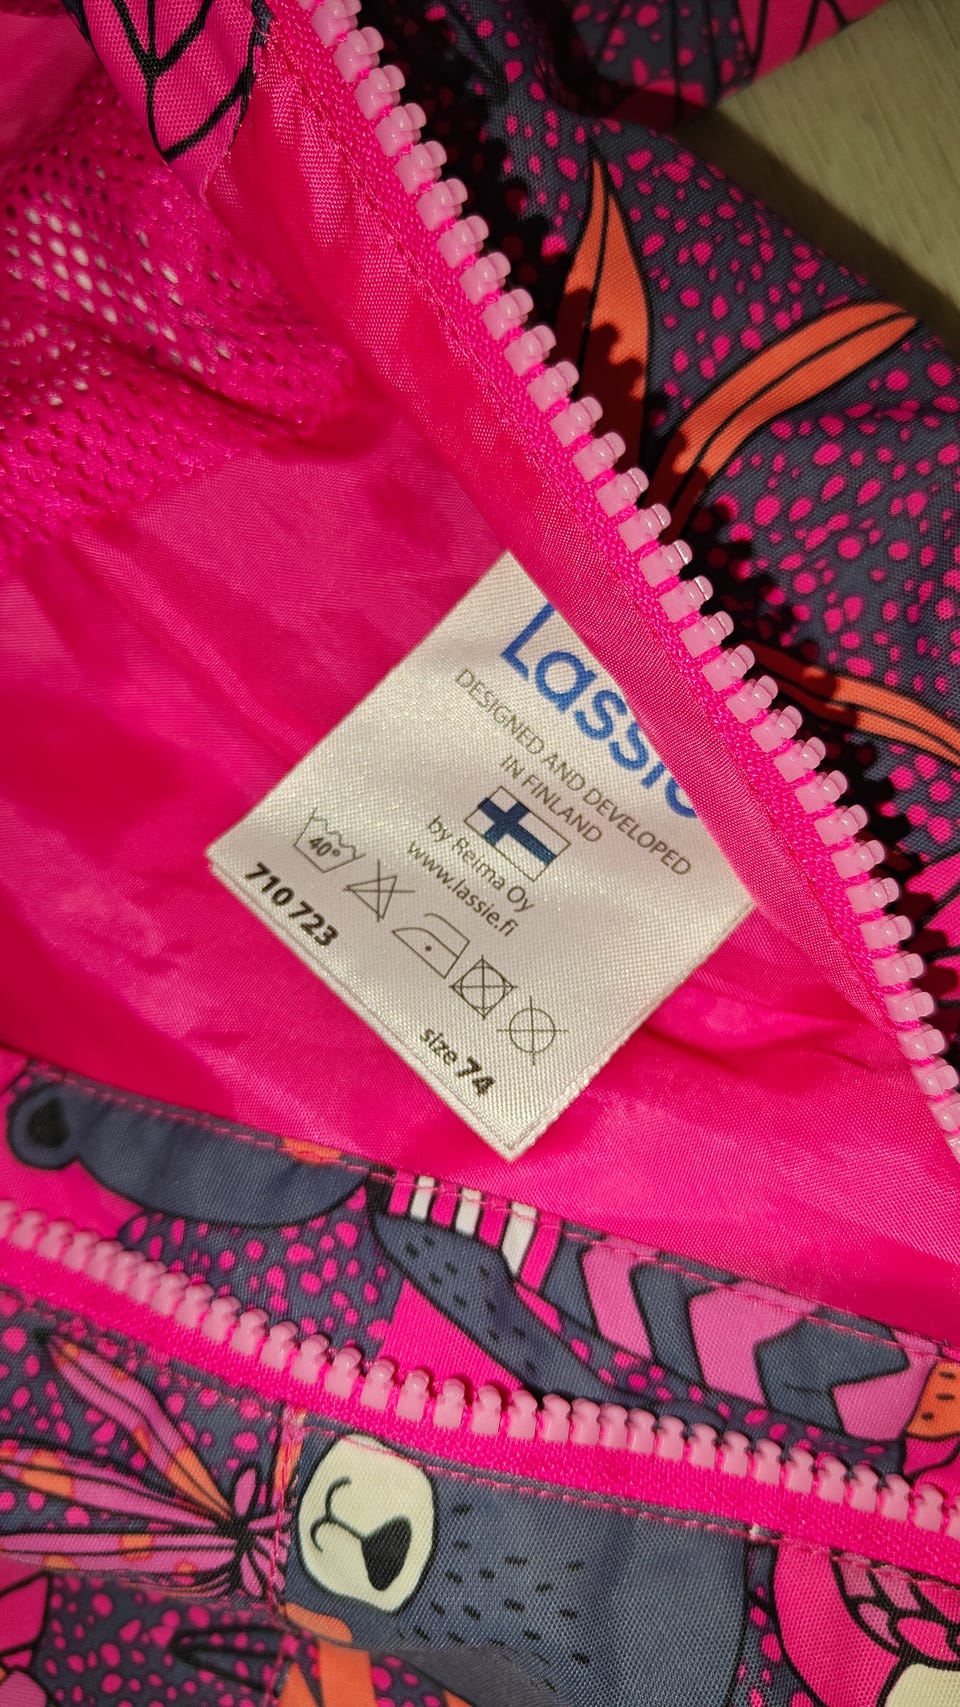 Lassie
DESIGNED AND DEVELOPED
IN FINLAND
by Reima Oy
www.lassie.fi
40°
710 723
size 74